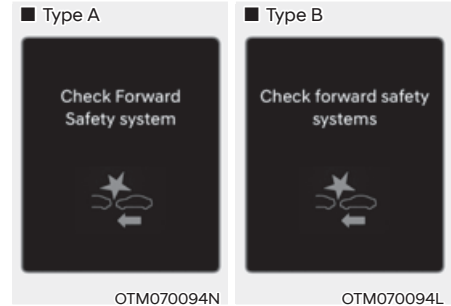 ■ Type A
Check Forward
Safety system
OTM070094N
■ Type B
Check forward safety
systems
OTM070094L